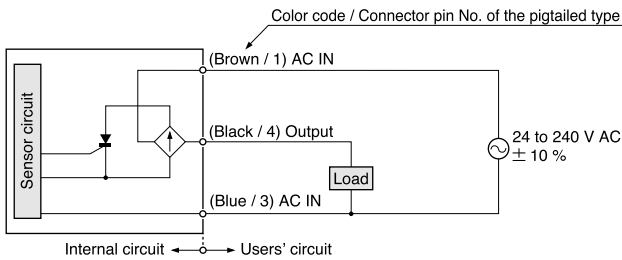 Color code / Connector pin No. of the pigtailed type
(Brown / 1) AC IN
Sensor circuit
(Black / 4) Output
24 to 240 V AC
± 10 %
Load
(Blue / 3) AC IN
Internal circuit
Users' circuit